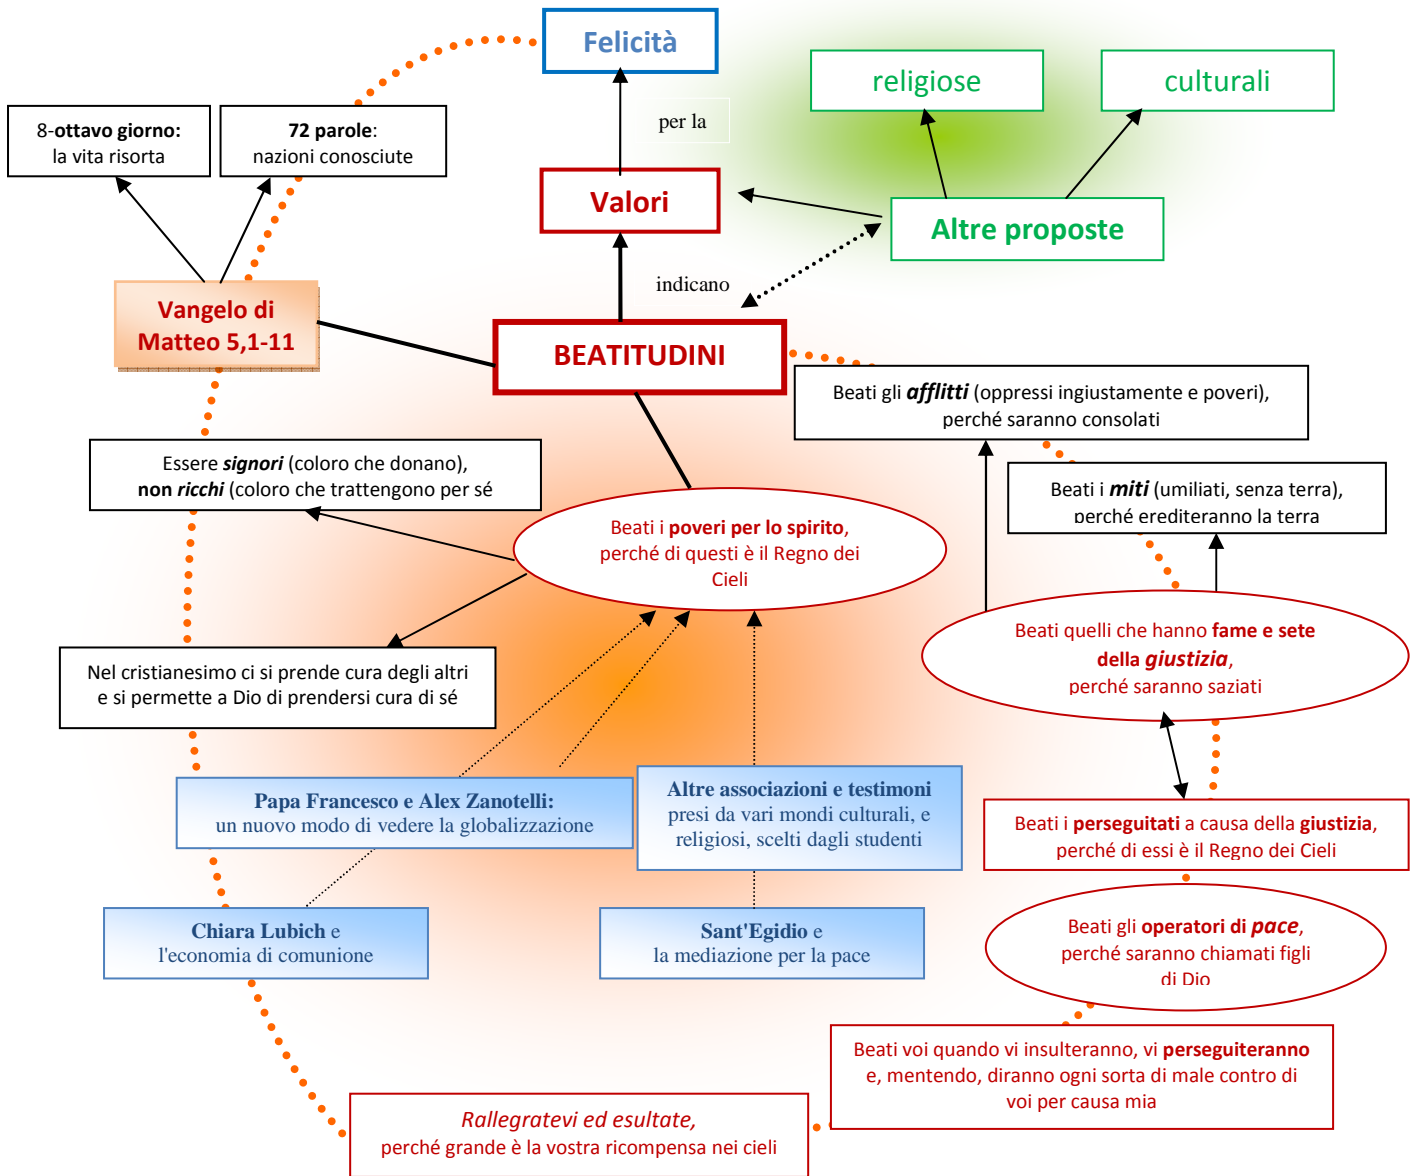 Felicità
religiose
culturali
8-ottavo giorno:
la vita risorta
72 parole:
nazioni conosciute
per la
Valori
Altre proposte
indicano
Vangelo di
Matteo 5,1-11
BEATITUDINI
Beati gli afflitti (oppressi ingiustamente e poveri),
perché saranno consolati
Essere signori (coloro che donano),
non ricchi (coloro che trattengono per sé
Beati i miti (umiliati, senza terra),
perché erediteranno la terra
Beati i poveri per lo spirito,
perché di questi è il Regno dei
Cieli
Beati quelli che hanno fame e sete
della giustizia,
perché saranno saziati
Nel cristianesimo ci si prende cura degli altri
e si permette a Dio di prendersi cura di sé
Papa Francesco e Alex Zanotelli:
un nuovo modo di vedere la globalizzazione
Altre associazioni e testimoni
presi da vari mondi culturali, e
religiosi, scelti dagli studenti
Beati i perseguitati a causa della giustizia,
perché di essi è il Regno dei Cieli
Chiara Lubich e
l'economia di comunione
Sant'Egidio e
la mediazione per la pace
Beati gli operatori di pace,
perché saranno chiamati figli
di Dio
Beati voi quando vi insulteranno, vi perseguiteranno
e, mentendo, diranno ogni sorta di male contro di
voi per causa mia
Rallegratevi ed esultate,
perché grande è la vostra ricompensa nei cieli